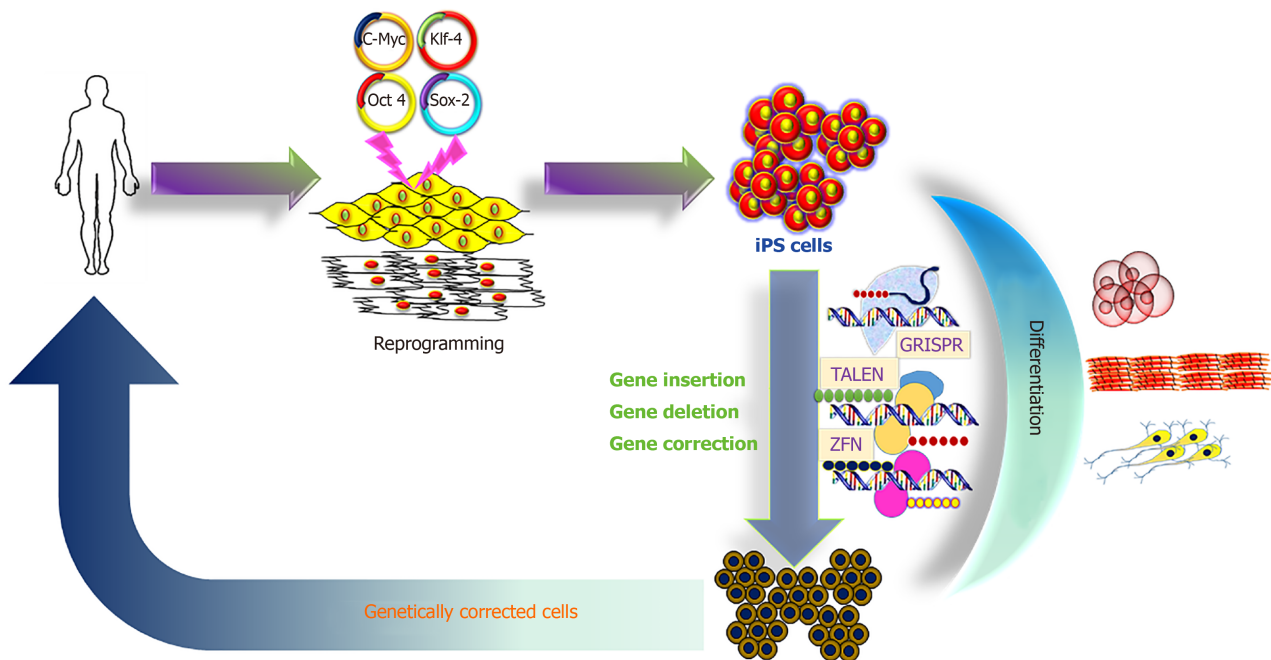 C-Myc
Klf-4
Oct 4
Sox-2
Reprogramming
iPS cells
GRISPR
TALEN
ZFN
Gene insertion
Gene deletion
Gene correction
Differentiation
Genetically corrected cells